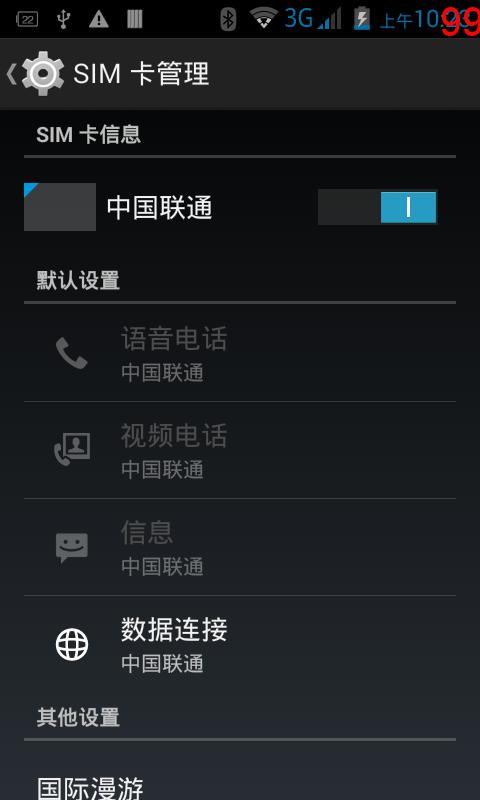 22
3G
上午10:
99
SIM 卡管理
SIM 卡信息
中国联通
默认设置
语音电话
中国联通
视频电话
中国联通
信息
中国联通
数据连接
中国联通
其他设置
国际漫游